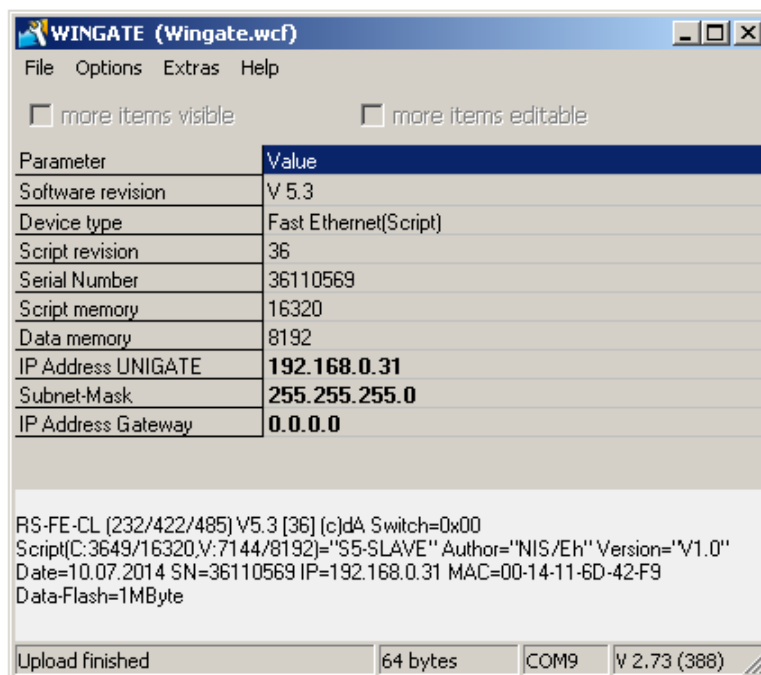 WINGATE (Wingate.wcf)
File Options Extras Help
more items visible more items editable
Parameter Value
Software revision V 5.3
Device type Fast Ethernet(Script)
Script revision 36
Serial Number 36110569
Script memory 16320
Data memory 8192
IP Address UNIGATE 192.168.0.31
Subnet-Mask 255.255.255.0
IP Address Gateway 0.0.0.0
RS-FE-CL (232/422/485) V5.3 [36] (c)dA Switch=0x00
Script(C:3649/16320,V:7144/8192)="S5-SLAVE" Author="NIS/Eh" Version="V1.0"
Date=10.07.2014 SN=36110569 IP=192.168.0.31 MAC=00-14-11-6D-42-F9
Data-Flash=1MByte
Upload finished 64 bytes COM9 V 2.73 (388)